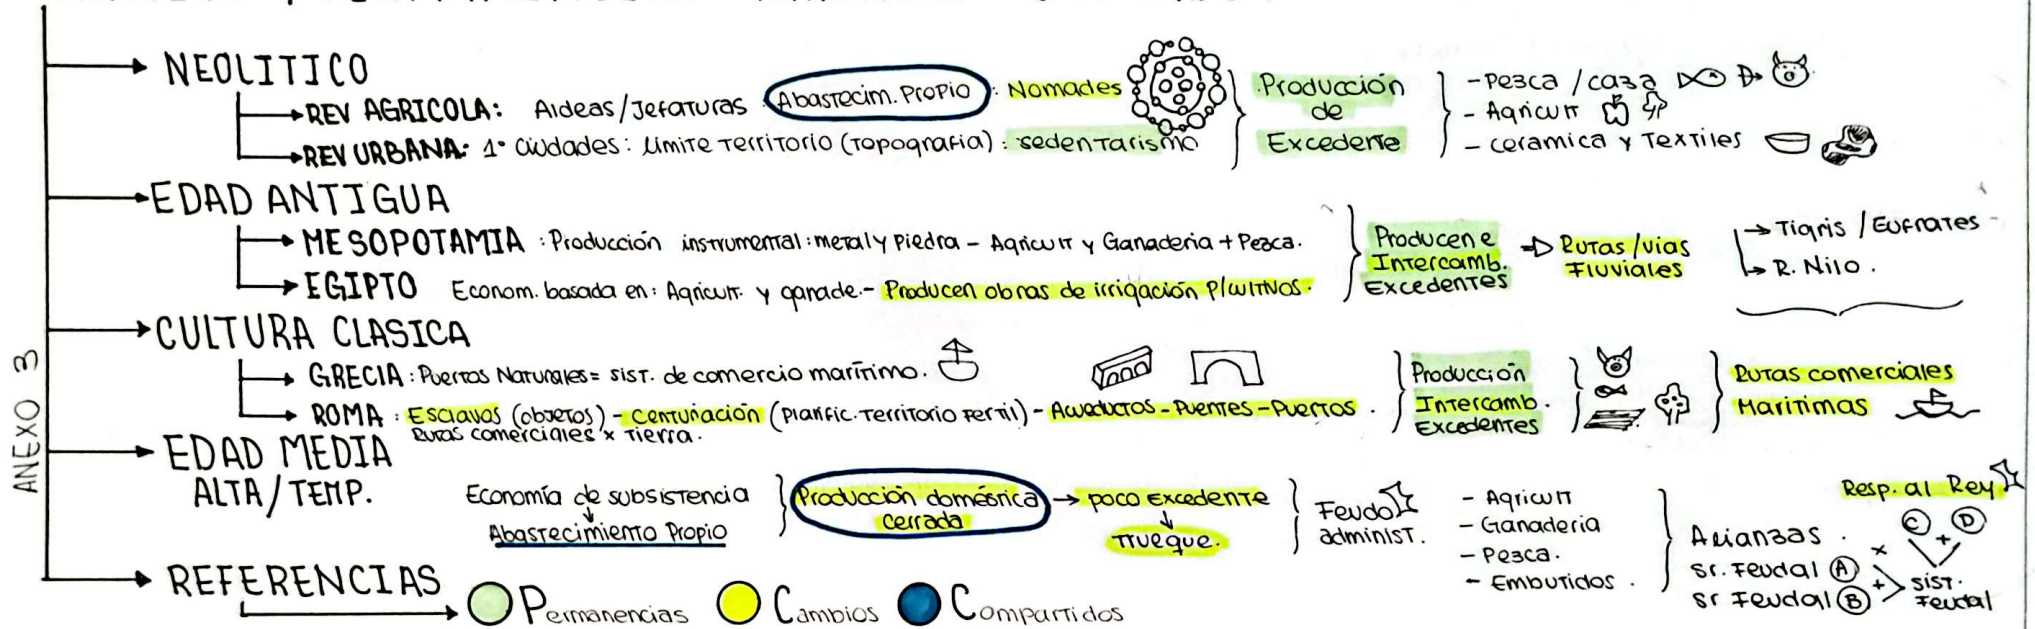 NEOLITICO
REV AGRICOLA: Aldeas/Jefaturas : Abastecim. Propio : Nomades
REV URBANA: 1° Ciudades: Límite Territorio (Topografia) : sedentarismo
.Producción
de
Excedente
- Pesca / caza
- Agricult
- ceramica y Textiles
EDAD ANTIGUA
MESOPOTAMIA : Producción instrumental: metal y piedra - Agricult y Ganaderia + Pesca.
EGIPTO Econom. basada en: Agricult. y ganade.- Producen obras de irrigación p/cultivos.
Producen e
Intercamb.
Excedentes
Rutas /vias
Fluviales
Tigris / Eufrates
R. Nilo .
CULTURA CLASICA
GRECIA : Puertos Naturales = sist. de comercio marítimo.
ROMA : Esclavos (objetos) - centuriación (Planific. Territorio Fertil) - Acueductos - Puentes - Puertos .
Rutas comerciales x Tierra.
Producción
Intercamb.
Excedentes
Rutas comerciales
Maritimas
ANEXO 3
EDAD MEDIA
ALTA / TEMP.
Economía de subsistencia
Abastecimiento Propio
Producción doméstica
cerrada
→ poco Excedente
Trueque.
Feudo
administ.
- Agricult
- Ganaderia
- Pesca.
- Embutidos .
Alianzas .
Sr. Feudal A
Sr Feudal B
x
+
Resp. al Rey
C + D
sist.
Feudal
REFERENCIAS
Permanencias Cambios Compartidos